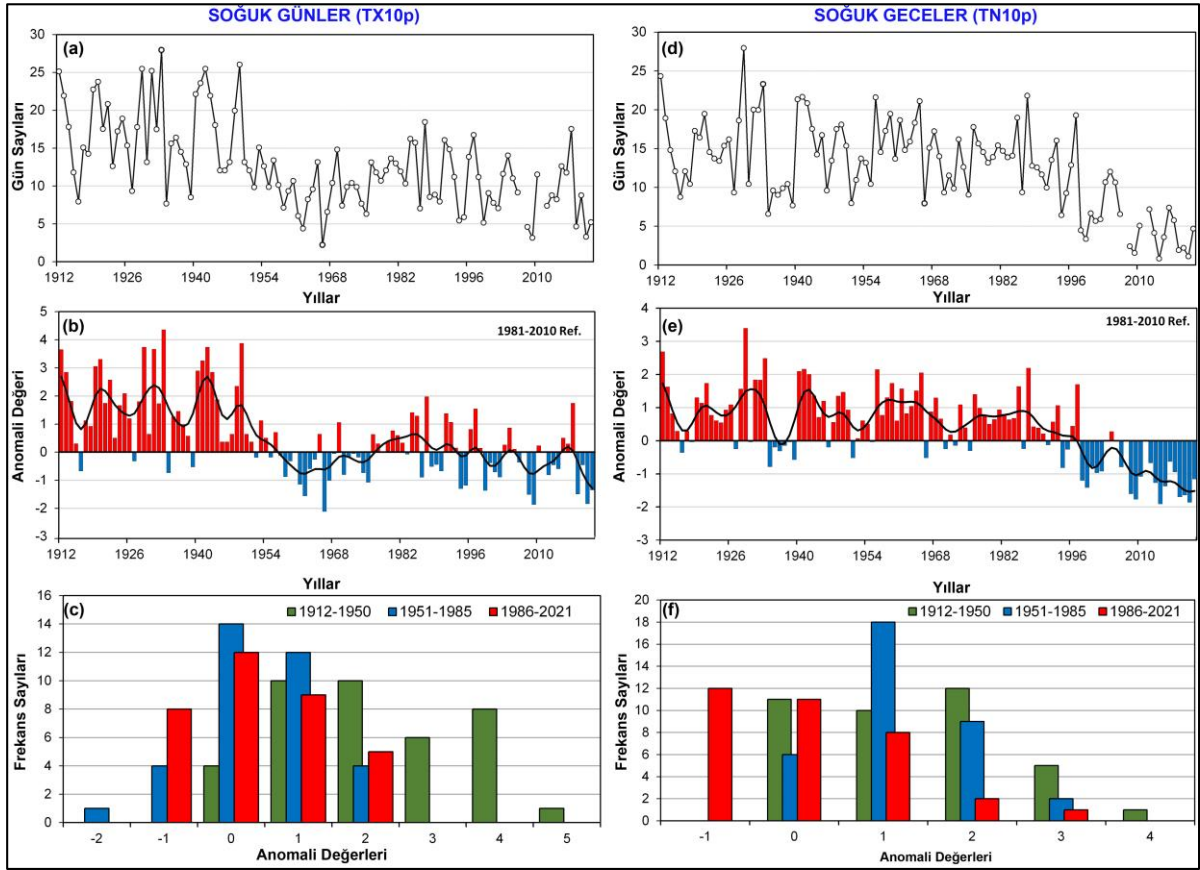 SOĞUK GÜNLER (TX10p)
(a)
Gün Sayıları
30
25
20
15
10
5
0
1912 1926 1940 1954 1968 1982 1996 2010
Yıllar
(b)
1981-2010 Ref.
Anomali Değeri
5
4
3
2
1
0
-1
-2
-3
1912 1926 1940 1954 1968 1982 1996 2010
Yıllar
(c)
1912-1950 1951-1985 1986-2021
Frekans Sayıları
16
14
12
10
8
6
4
2
0
-2 -1 0 1 2 3 4 5
Anomali Değerleri
SOĞUK GECELER (TN10p)
(d)
Gün Sayıları
30
25
20
15
10
5
0
1912 1926 1940 1954 1968 1982 1996 2010
Yıllar
(e)
1981-2010 Ref.
Anomali Değeri
4
3
2
1
0
-1
-2
-3
1912 1926 1940 1954 1968 1982 1996 2010
Yıllar
(f)
1912-1950 1951-1985 1986-2021
Frekans Sayıları
20
18
16
14
12
10
8
6
4
2
0
-1 0 1 2 3 4
Anomali Değerleri